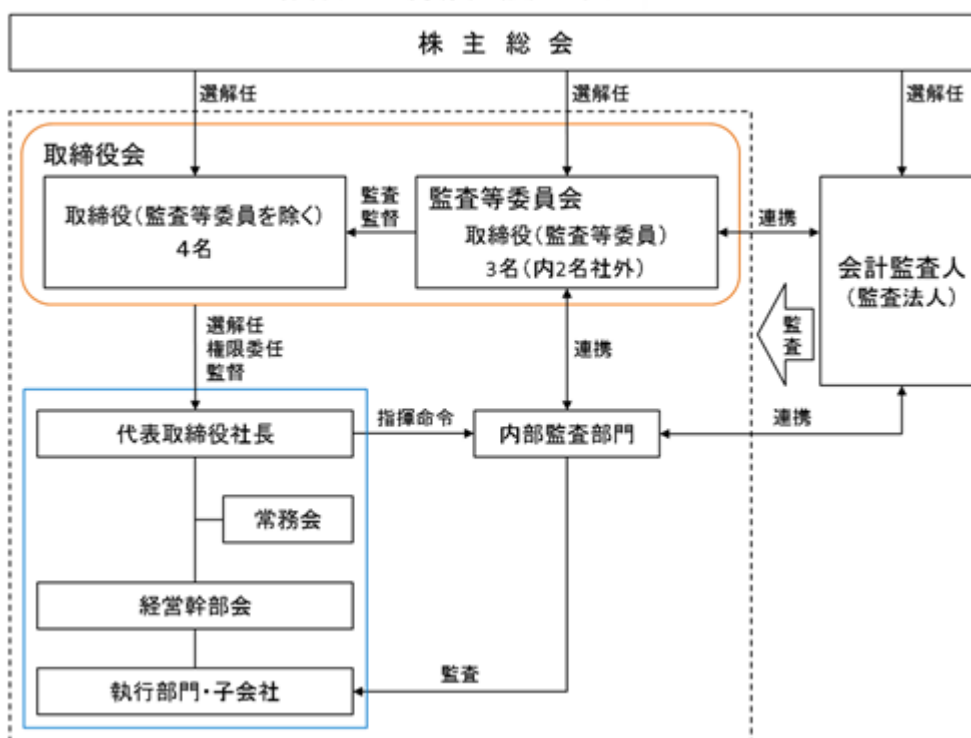 株主総会
選解任
選解任
選解任
取締役会
取締役(監査等委員を除く)
4名
監査
監督
監査等委員会
取締役(監査等委員)
3名(内2名社外)
連携
会計監査人
(監査法人)
監査
選解任
権限委任
監督
連携
代表取締役社長
指揮命令
内部監査部門
連携
常務会
経営幹部会
執行部門・子会社
監査